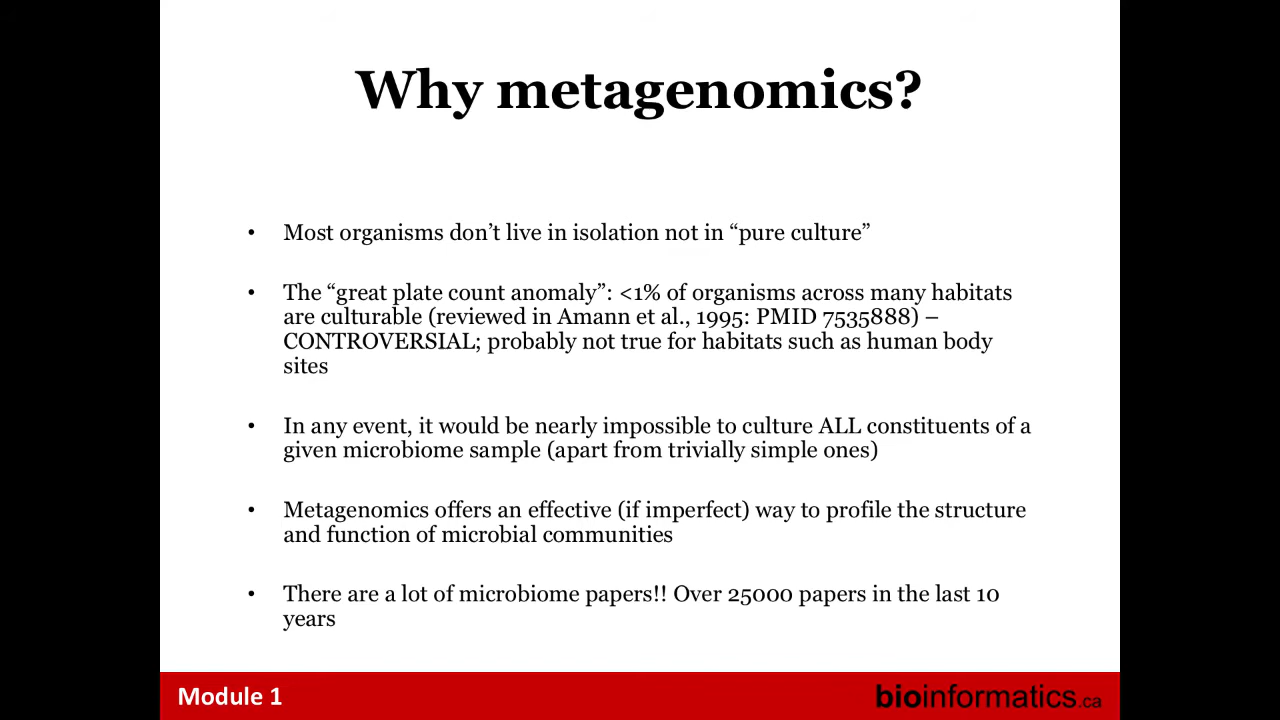 Why metagenomics?
• Most organisms don’t live in isolation not in “pure culture”
• The “great plate count anomaly”: <1% of organisms across many habitats
are culturable (reviewed in Amann et al., 1995: PMID 7535888) –
CONTROVERSIAL; probably not true for habitats such as human body
sites
• In any event, it would be nearly impossible to culture ALL constituents of a
given microbiome sample (apart from trivially simple ones)
• Metagenomics offers an effective (if imperfect) way to profile the structure
and function of microbial communities
• There are a lot of microbiome papers!! Over 25000 papers in the last 10
years
Module 1
bioinformatics.ca